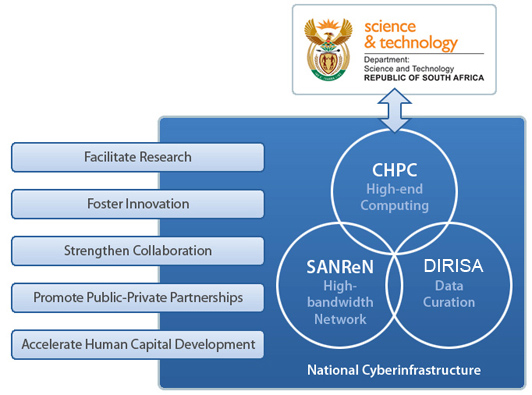 science
& technology
Department:
Science and Technology
REPUBLIC OF SOUTH AFRICA
Facilitate Research
Foster Innovation
Strengthen Collaboration
Promote Public-Private Partnerships
Accelerate Human Capital Development
CHPC
High-end
Computing
SANReN
High-
bandwidth
Network
DIRISA
Data
Curation
National Cyberinfrastructure